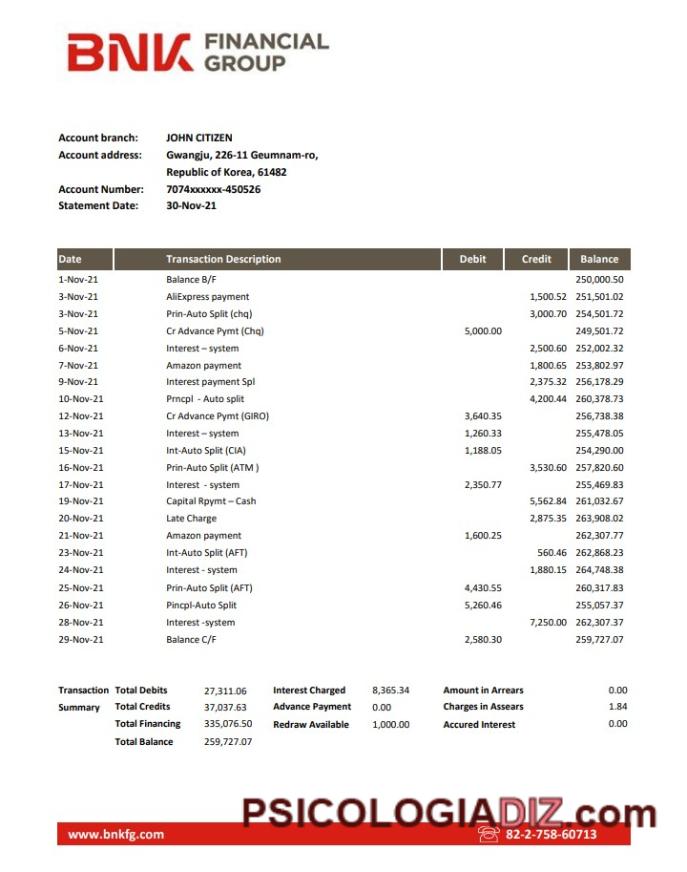 BNK FINANCIAL
GROUP
Account branch: JOHN CITIZEN
Account address: Gwangju, 226-11 Geumnam-ro,
Republic of Korea, 61482
Account Number: 7074xxxxxx-450526
Statement Date: 30-Nov-21
Date Transaction Description Debit Credit Balance
1-Nov-21 Balance B/F 250,000.50
3-Nov-21 AliExpress payment 1,500.52 251,501.02
3-Nov-21 Prin-Auto Split (chq) 3,000.70 254,501.72
5-Nov-21 Cr Advance Pymt (Chq) 5,000.00 249,501.72
6-Nov-21 Interest – system 2,500.60 252,002.32
7-Nov-21 Amazon payment 1,800.65 253,802.97
9-Nov-21 Interest payment Spl 2,375.32 256,178.29
10-Nov-21 Prncpl - Auto split 4,200.44 260,378.73
12-Nov-21 Cr Advance Pymt (GIRO) 3,640.35 256,738.38
13-Nov-21 Interest – system 1,260.33 255,478.05
15-Nov-21 Int-Auto Split (CIA) 1,188.05 254,290.00
16-Nov-21 Prin-Auto Split (ATM ) 3,530.60 257,820.60
17-Nov-21 Interest - system 2,350.77 255,469.83
19-Nov-21 Capital Rpymt – Cash 5,562.84 261,032.67
20-Nov-21 Late Charge 2,875.35 263,908.02
21-Nov-21 Amazon payment 1,600.25 262,307.77
23-Nov-21 Int-Auto Split (AFT) 560.46 262,868.23
24-Nov-21 Interest - system 1,880.15 264,748.38
25-Nov-21 Prin-Auto Split (AFT) 4,430.55 260,317.83
26-Nov-21 Pincpl-Auto Split 5,260.46 255,057.37
28-Nov-21 Interest -system 7,250.00 262,307.37
29-Nov-21 Balance C/F 2,580.30 259,727.07
Transaction Total Debits 27,311.06 Interest Charged 8,365.34 Amount in Arrears 0.00
Summary Total Credits 37,037.63 Advance Payment 0.00 Charges in Assears 1.84
Total Financing 335,076.50 Redraw Available 1,000.00 Accured Interest 0.00
Total Balance 259,727.07
PSICOLOGIADIZ.com
www.bnkfg.com 82-2-758-60713